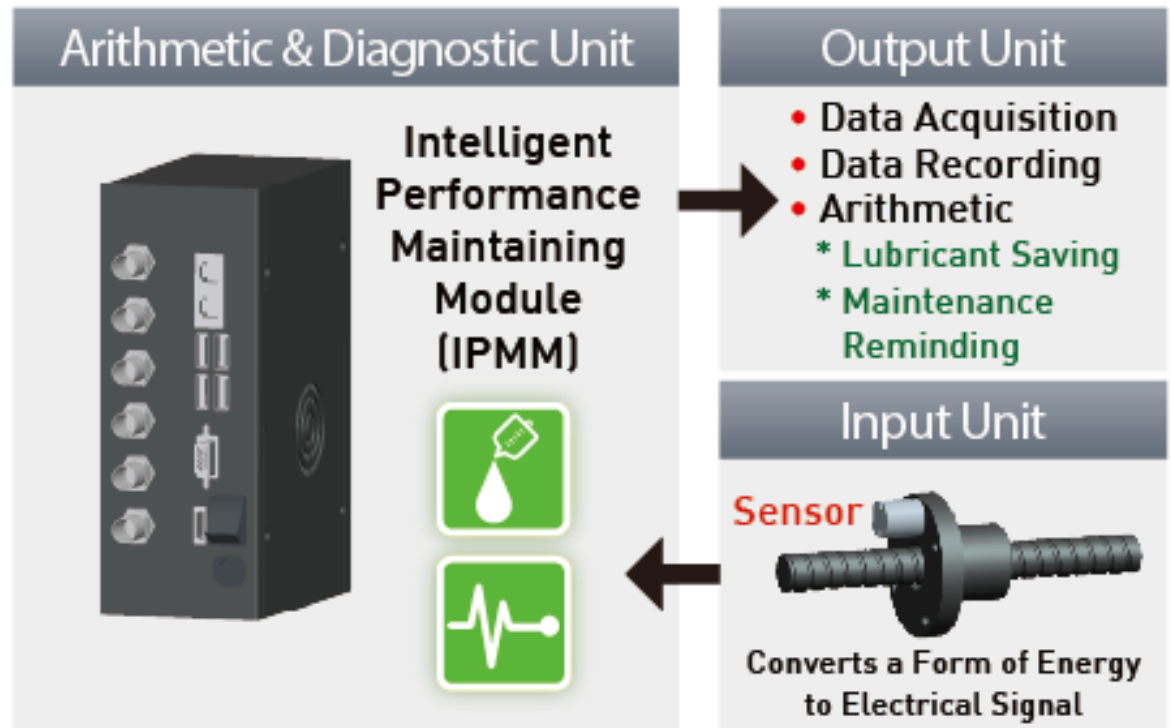 Arithmetic & Diagnostic Unit
Intelligent
Performance
Maintaining
Module
(IPMM)
Output Unit
• Data Acquisition
• Data Recording
• Arithmetic
* Lubricant Saving
* Maintenance
Reminding
Input Unit
Sensor
Converts a Form of Energy
to Electrical Signal